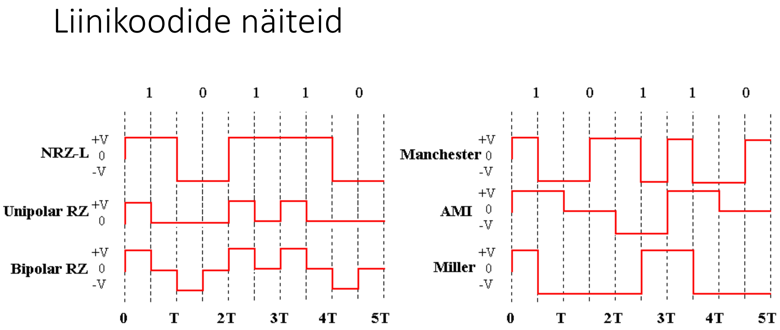 Liinikoodide näiteid
1 0 1 1 0
NRZ-L +V 0 -V
Unipolar RZ +V 0
Bipolar RZ +V 0 -V
0 T 2T 3T 4T 5T
1 0 1 1 0
Manchester +V 0 -V
AMI +V 0 -V
Miller +V 0 -V
0 T 2T 3T 4T 5T